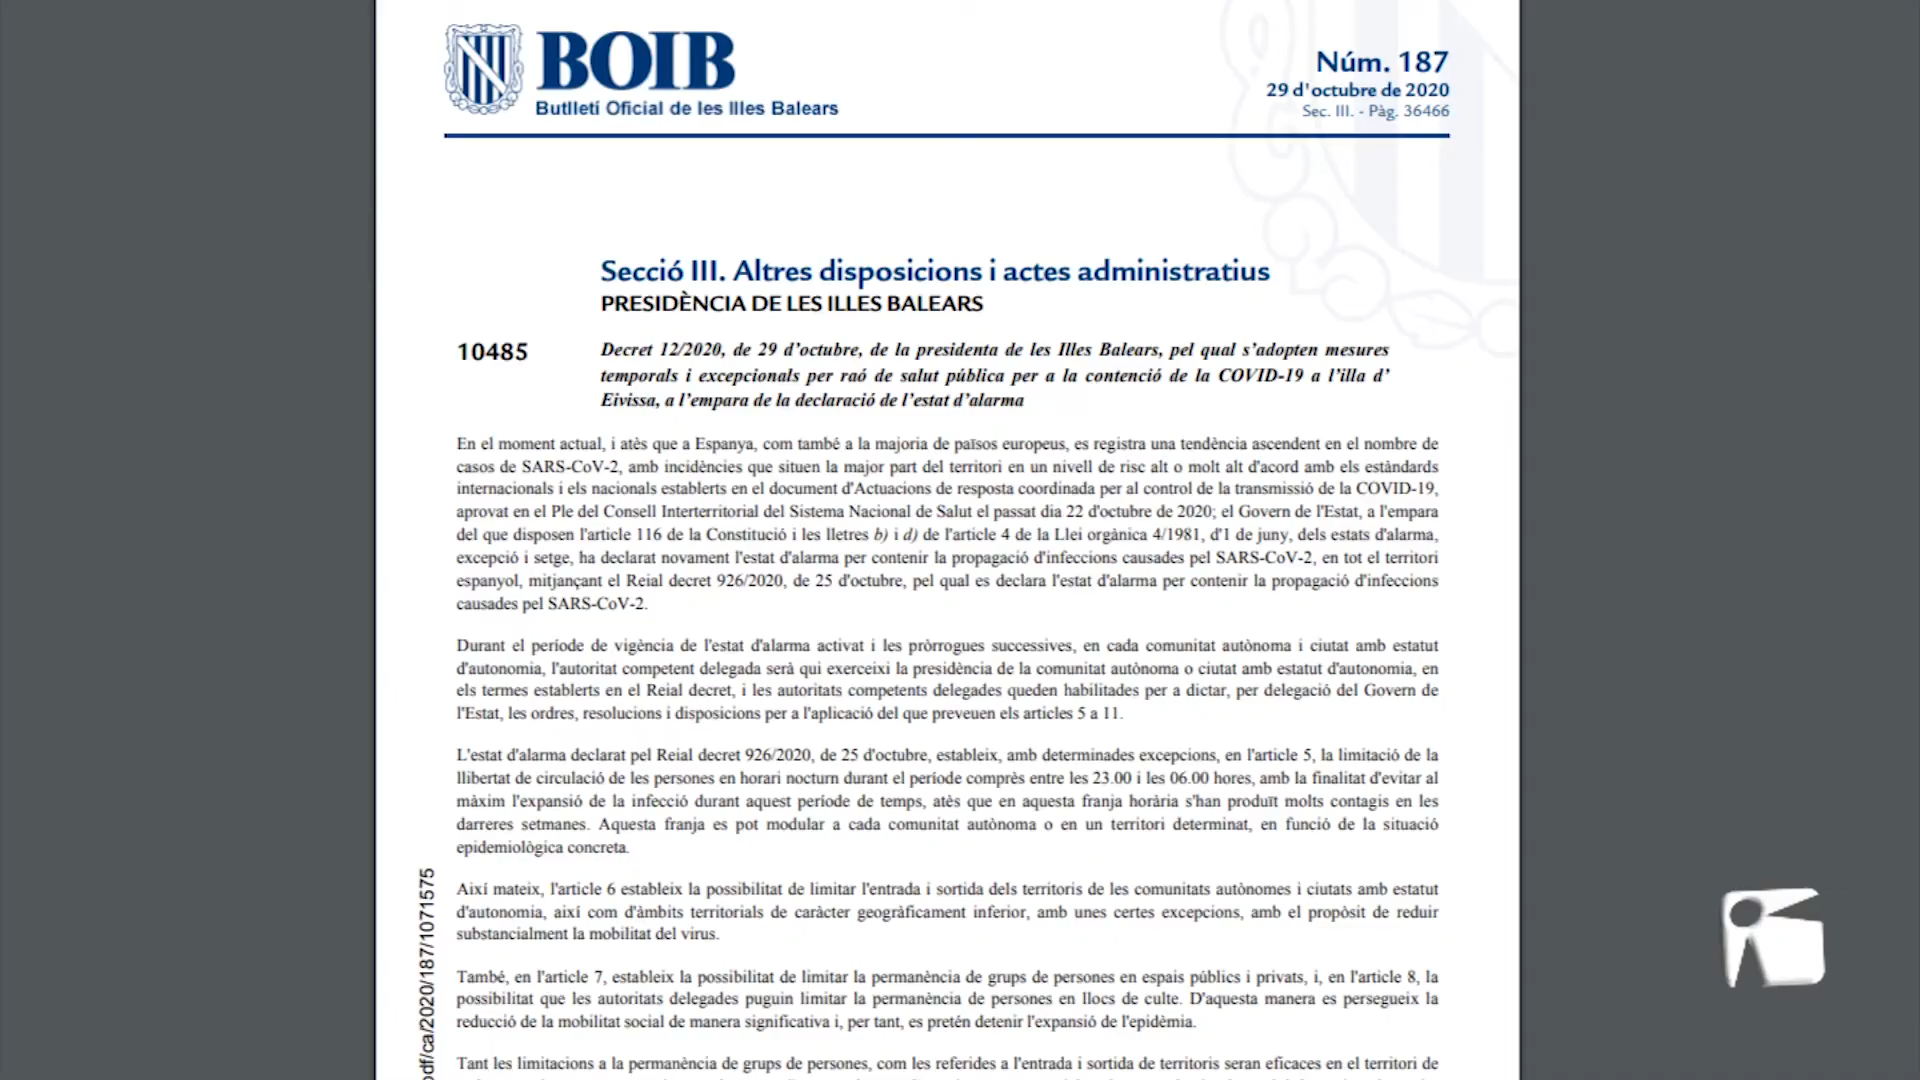 BOIB
Butlletí Oficial de les Illes Balears
Núm. 187
29 d'octubre de 2020
Sec. III. - Pàg. 36466
Secció III. Altres disposicions i actes administratius
PRESIDÈNCIA DE LES ILLES BALEARS
10485
Decret 12/2020, de 29 d’octubre, de la presidenta de les Illes Balears, pel qual s’adopten mesures
temporals i excepcionals per raó de salut pública per a la contenció de la COVID-19 a l’illa d’
Eivissa, a l’empara de la declaració de l’estat d’alarma
En el moment actual, i atès que a Espanya, com també a la majoria de països europeus, es registra una tendència ascendent en el nombre de
casos de SARS-CoV-2, amb incidències que situen la major part del territori en un nivell de risc alt o molt alt d'acord amb els estàndards
internacionals i els nacionals establerts en el document d'Actuacions de resposta coordinada per al control de la transmissió de la COVID-19,
aprovat en el Ple del Consell Interterritorial del Sistema Nacional de Salut el passat dia 22 d'octubre de 2020; el Govern de l'Estat, a l'empara
del que disposen l'article 116 de la Constitució i les lletres b) i d) de l'article 4 de la Llei orgànica 4/1981, d'1 de juny, dels estats d'alarma,
excepció i setge, ha declarat novament l'estat d'alarma per contenir la propagació d'infeccions causades pel SARS-CoV-2, en tot el territori
espanyol, mitjançant el Reial decret 926/2020, de 25 d'octubre, pel qual es declara l'estat d'alarma per contenir la propagació d'infeccions
causades pel SARS-CoV-2.
Durant el període de vigència de l'estat d'alarma activat i les pròrrogues successives, en cada comunitat autònoma i ciutat amb estatut
d'autonomia, l'autoritat competent delegada serà qui exerceixi la presidència de la comunitat autònoma o ciutat amb estatut d'autonomia, en
els termes establerts en el Reial decret, i les autoritats competents delegades queden habilitades per a dictar, per delegació del Govern de
l'Estat, les ordres, resolucions i disposicions per a l'aplicació del que preveuen els articles 5 a 11.
L'estat d'alarma declarat pel Reial decret 926/2020, de 25 d'octubre, estableix, amb determinades excepcions, en l'article 5, la limitació de la
llibertat de circulació de les persones en horari nocturn durant el període comprès entre les 23.00 i les 06.00 hores, amb la finalitat d'evitar al
màxim l'expansió de la infecció durant aquest període de temps, atès que en aquesta franja horària s'han produït molts contagis en les
darreres setmanes. Aquesta franja es pot modular a cada comunitat autònoma o en un territori determinat, en funció de la situació
epidemiològica concreta.
Així mateix, l'article 6 estableix la possibilitat de limitar l'entrada i sortida dels territoris de les comunitats autònomes i ciutats amb estatut
d'autonomia, així com d'àmbits territorials de caràcter geogràficament inferior, amb unes certes excepcions, amb el propòsit de reduir
substancialment la mobilitat del virus.
També, en l'article 7, estableix la possibilitat de limitar la permanència de grups de persones en espais públics i privats, i, en l'article 8, la
possibilitat que les autoritats delegades puguin limitar la permanència de persones en llocs de culte. D'aquesta manera es persegueix la
reducció de la mobilitat social de manera significativa i, per tant, es pretén detenir l'expansió de l'epidèmia.
Tant les limitacions a la permanència de grups de persones, com les referides a l'entrada i sortida de territoris seran eficaces en el territori de
pdf/ca/2020/187/1071575